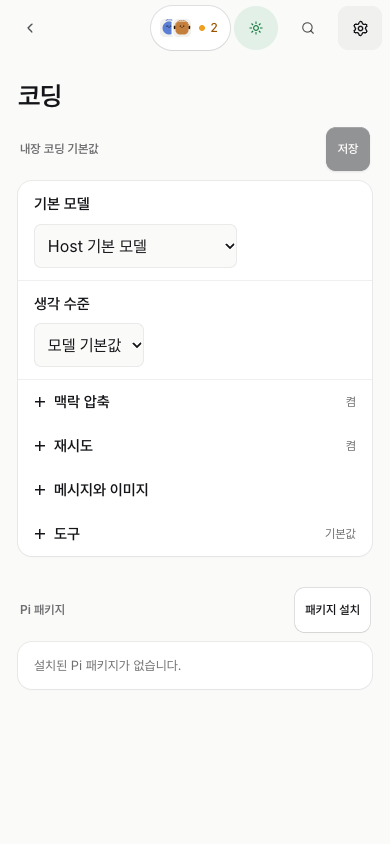 2
코딩
내장 코딩 기본값
저장
기본 모델
Host 기본 모델
생각 수준
모델 기본값
+ 맥락 압축 켬
+ 재시도 켬
+ 메시지와 이미지
+ 도구 기본값
Pi 패키지
패키지 설치
설치된 Pi 패키지가 없습니다.